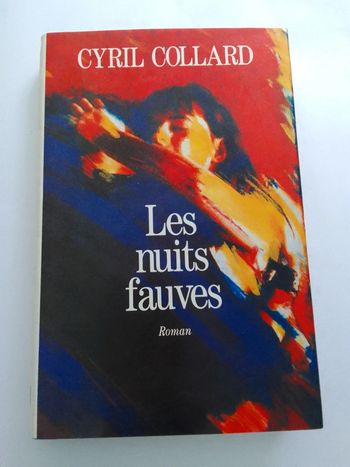 CYRIL COLLARD
Les
nuits
fauves
Roman